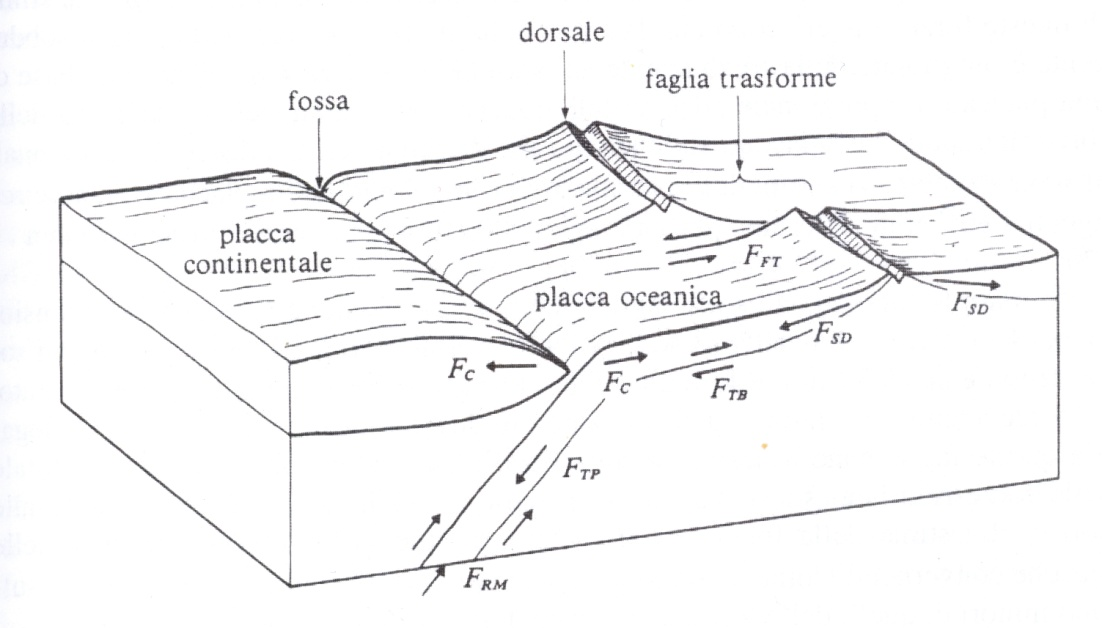 dorsale
faglia trasforme
fossa
placca
continentale
placca oceanica
F_FT
F_SD
F_SD
F_C
F_C
F_TB
F_TP
F_RM